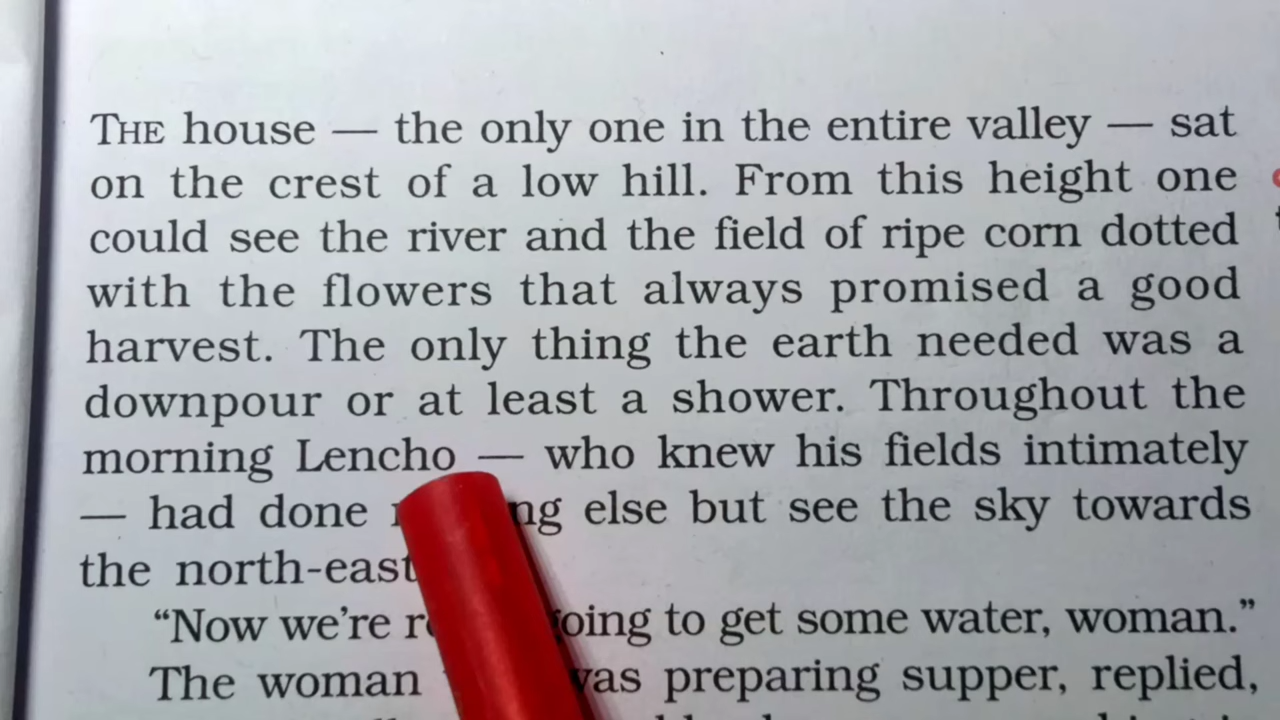 THE house — the only one in the entire valley — sat
on the crest of a low hill. From this height one
could see the river and the field of ripe corn dotted
with the flowers that always promised a good
harvest. The only thing the earth needed was a
downpour or at least a shower. Throughout the
morning Lencho — who knew his fields intimately
— had done else but see the sky towards
the north-east
“Now we’re to get some water, woman.”
The woman preparing supper, replied,